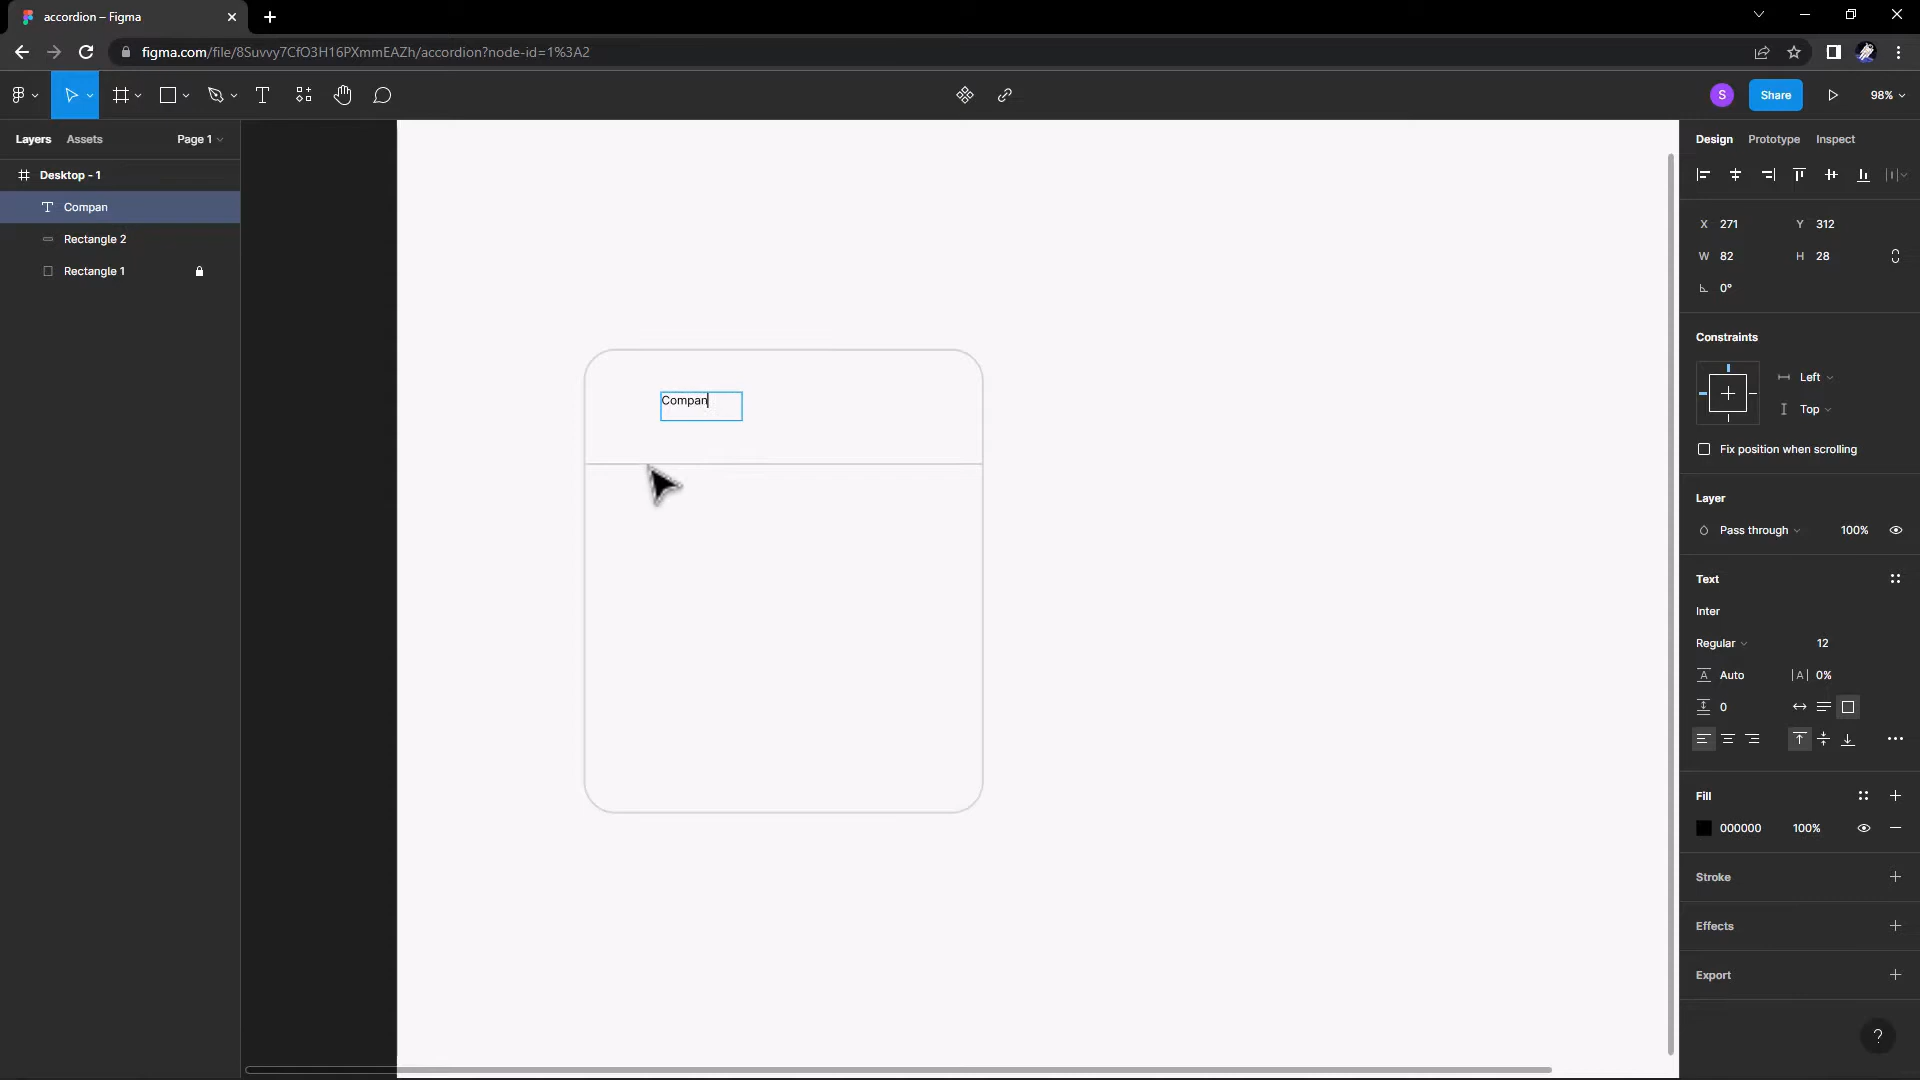 accordion – Figma
figma.com/file/8Suvvy7CfO3H16PXmmEAZh/accordion?node-id=1%3A2
S
Share
98%
Layers
Assets
Page 1
Design
Prototype
Inspect
Desktop - 1
Compan
Rectangle 2
Rectangle 1
Compan
X 271
Y 312
W 82
H 28
0°
Constraints
Left
Top
Fix position when scrolling
Layer
Pass through
100%
Text
Inter
Regular
12
A Auto
|A| 0%
0
Fill
000000
100%
Stroke
Effects
Export
?